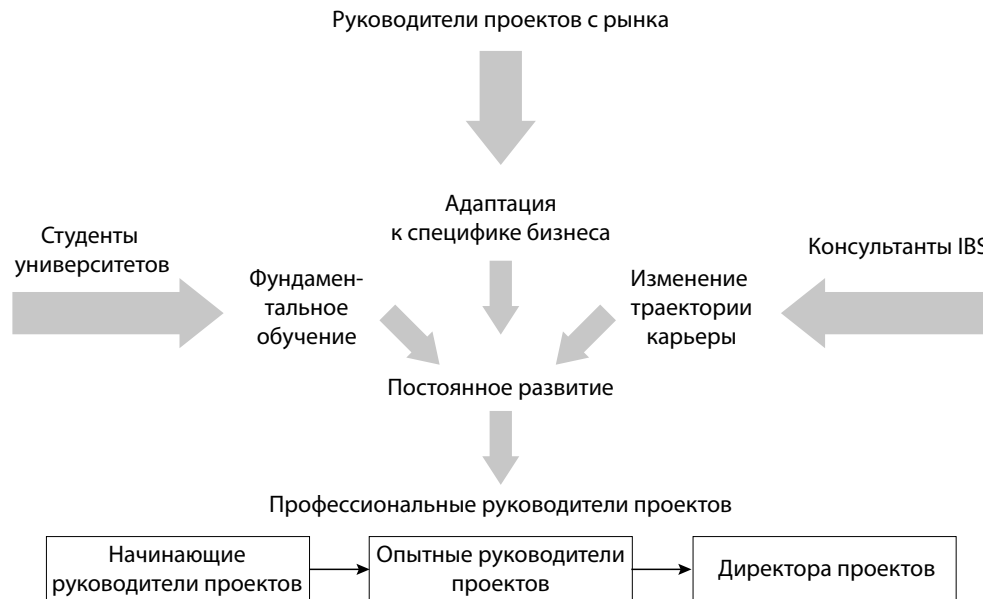 Руководители проектов с рынка
Адаптация
к специфике бизнеса
Студенты
университетов
Консультанты IBS
Фундамен-
тальное
обучение
Изменение
траектории
карьеры
Постоянное развитие
Профессиональные руководители проектов
Начинающие
руководители проектов
Опытные руководители
проектов
Директора проектов